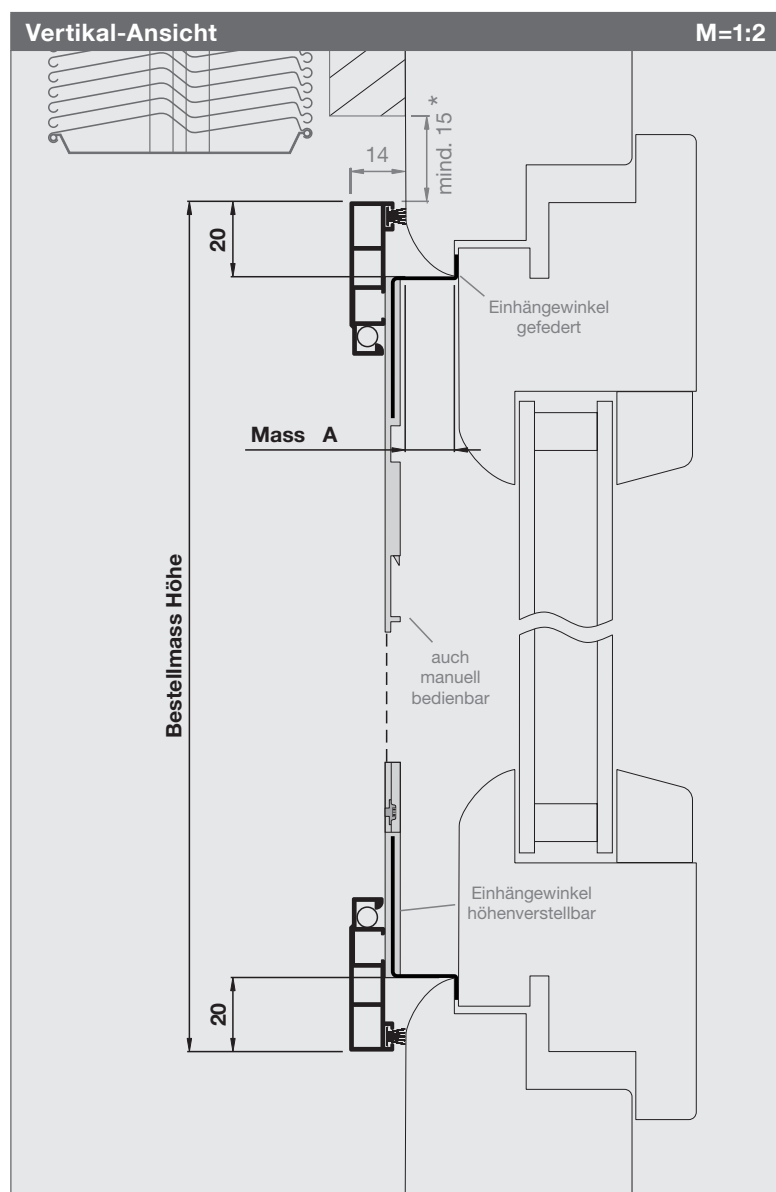 Vertikal-Ansicht M=1:2
14
mind. 15 *
20
Einhängewinkel
gefedert
Mass A
Bestellmass Höhe
auch
manuell
bedienbar
Einhängewinkel
höhenverstellbar
20